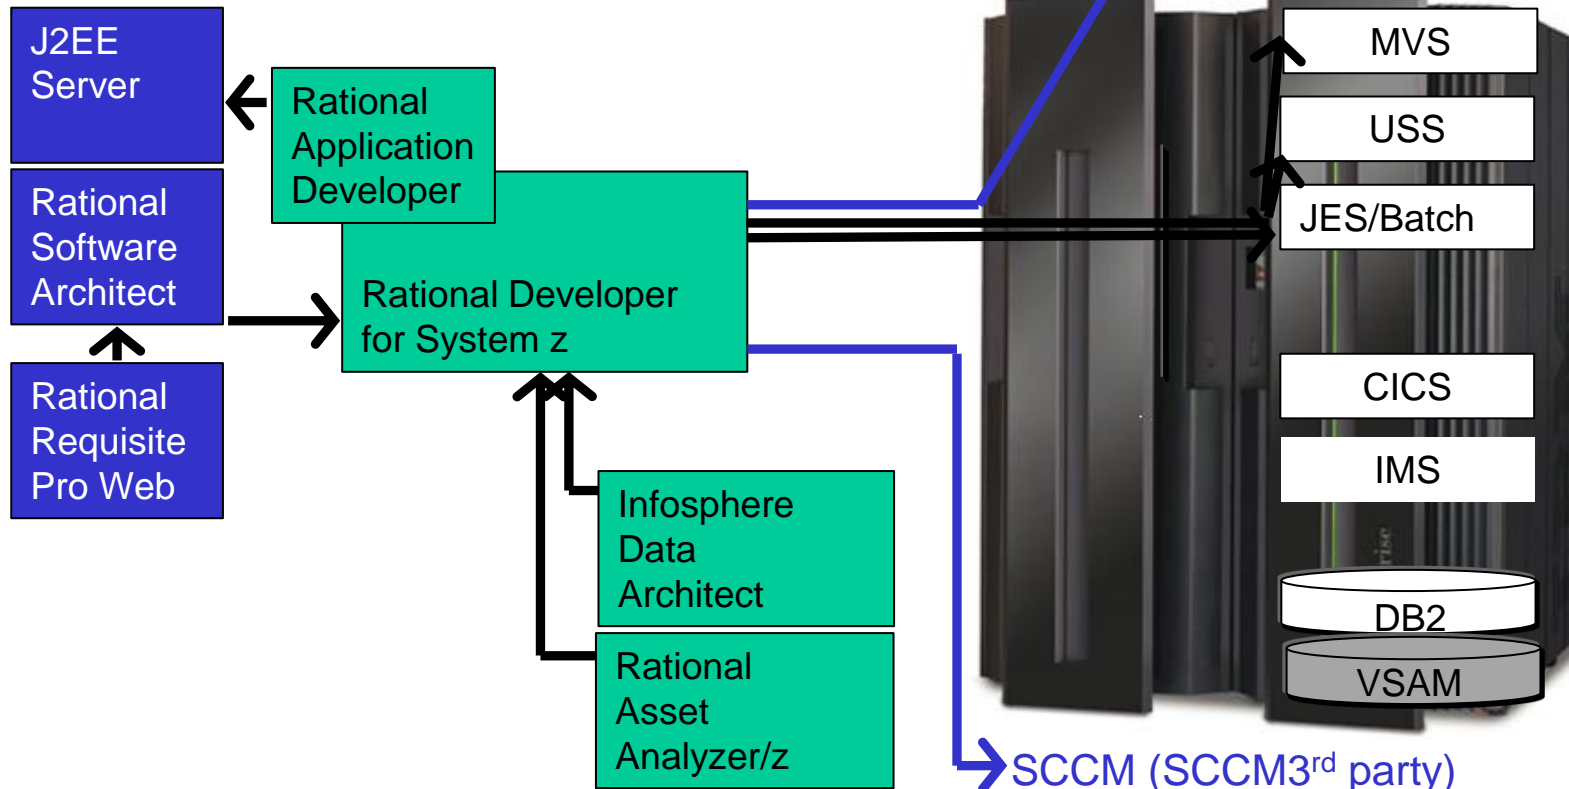 J2EE
Server
Rational
Application
Developer
Rational
Software
Architect
Rational Developer
for System z
Rational
Requisite
Pro Web
Infosphere
Data
Architect
Rational
Asset
Analyzer/z
MVS
USS
JES/Batch
CICS
IMS
rise
DB2
VSAM
SCCM (SCCM3rd party)